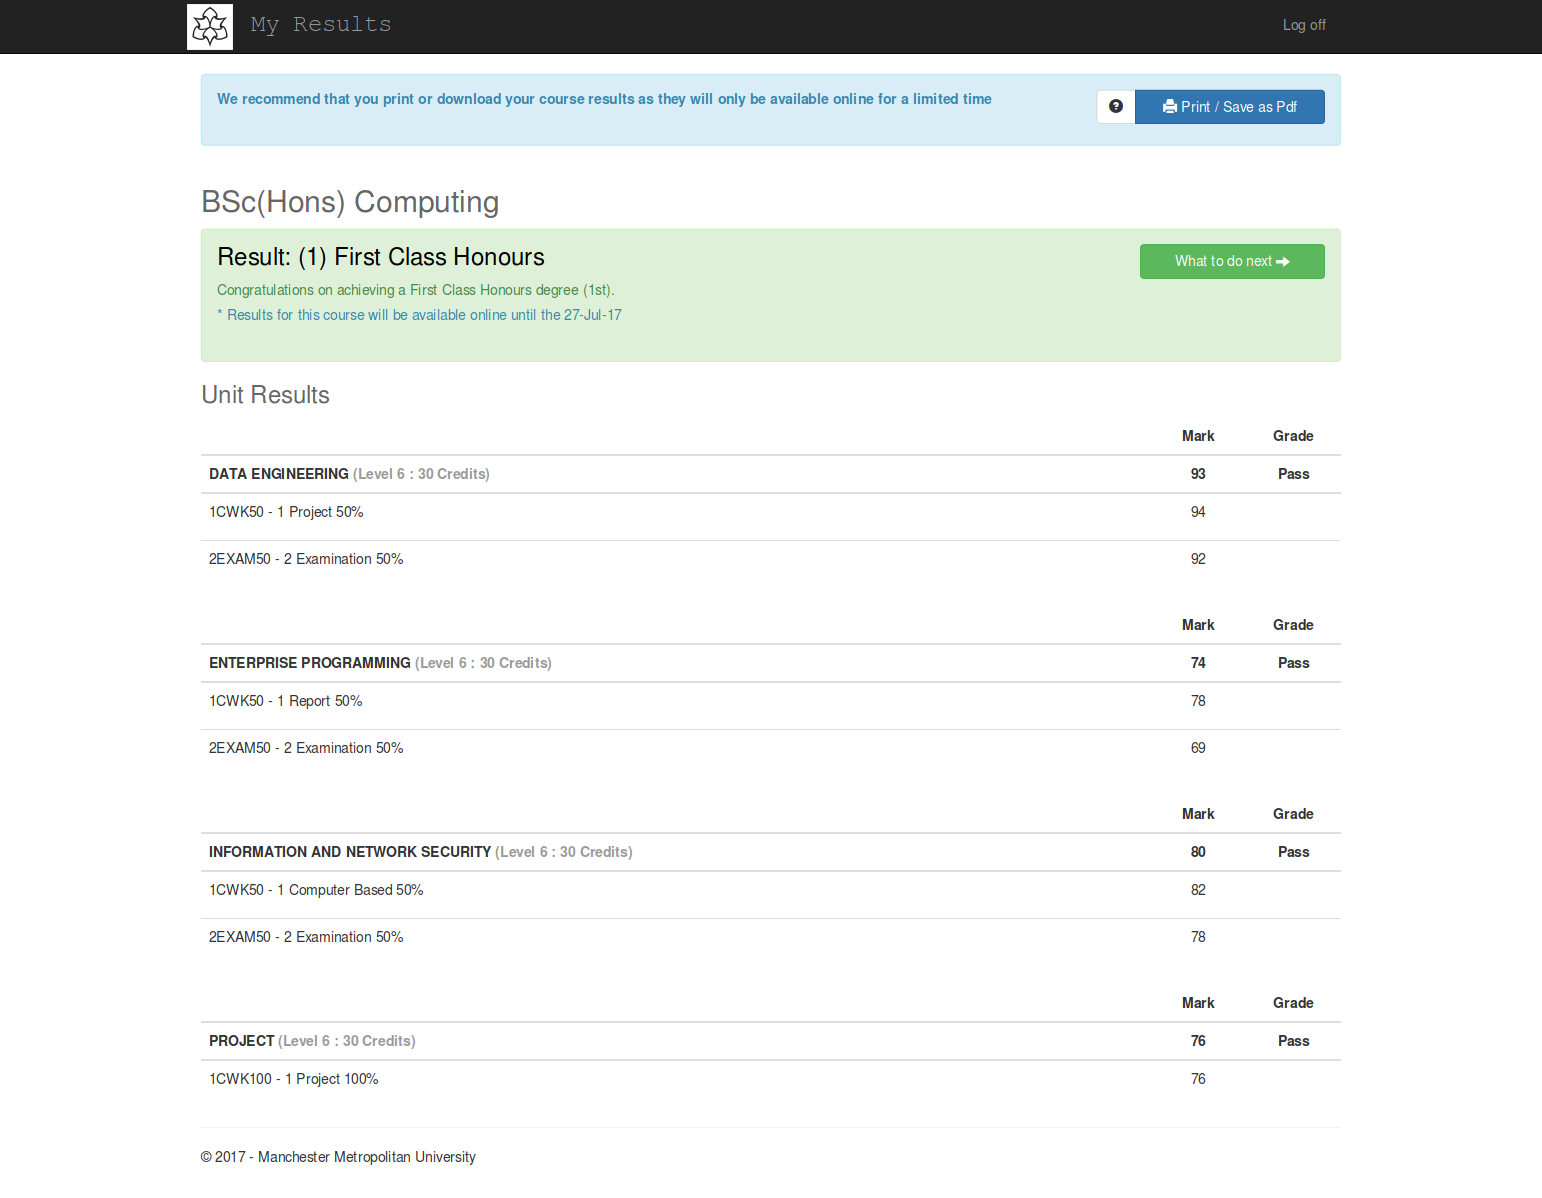 My Results Log off
We recommend that you print or download your course results as they will only be available online for a limited time Print / Save as Pdf
BSc(Hons) Computing
Result: (1) First Class Honours What to do next
Congratulations on achieving a First Class Honours degree (1st).
* Results for this course will be available online until the 27-Jul-17
Unit Results
Mark Grade
DATA ENGINEERING (Level 6 : 30 Credits) 93 Pass
1CWK50 - 1 Project 50% 94
2EXAM50 - 2 Examination 50% 92
Mark Grade
ENTERPRISE PROGRAMMING (Level 6 : 30 Credits) 74 Pass
1CWK50 - 1 Report 50% 78
2EXAM50 - 2 Examination 50% 69
Mark Grade
INFORMATION AND NETWORK SECURITY (Level 6 : 30 Credits) 80 Pass
1CWK50 - 1 Computer Based 50% 82
2EXAM50 - 2 Examination 50% 78
Mark Grade
PROJECT (Level 6 : 30 Credits) 76 Pass
1CWK100 - 1 Project 100% 76
© 2017 - Manchester Metropolitan University